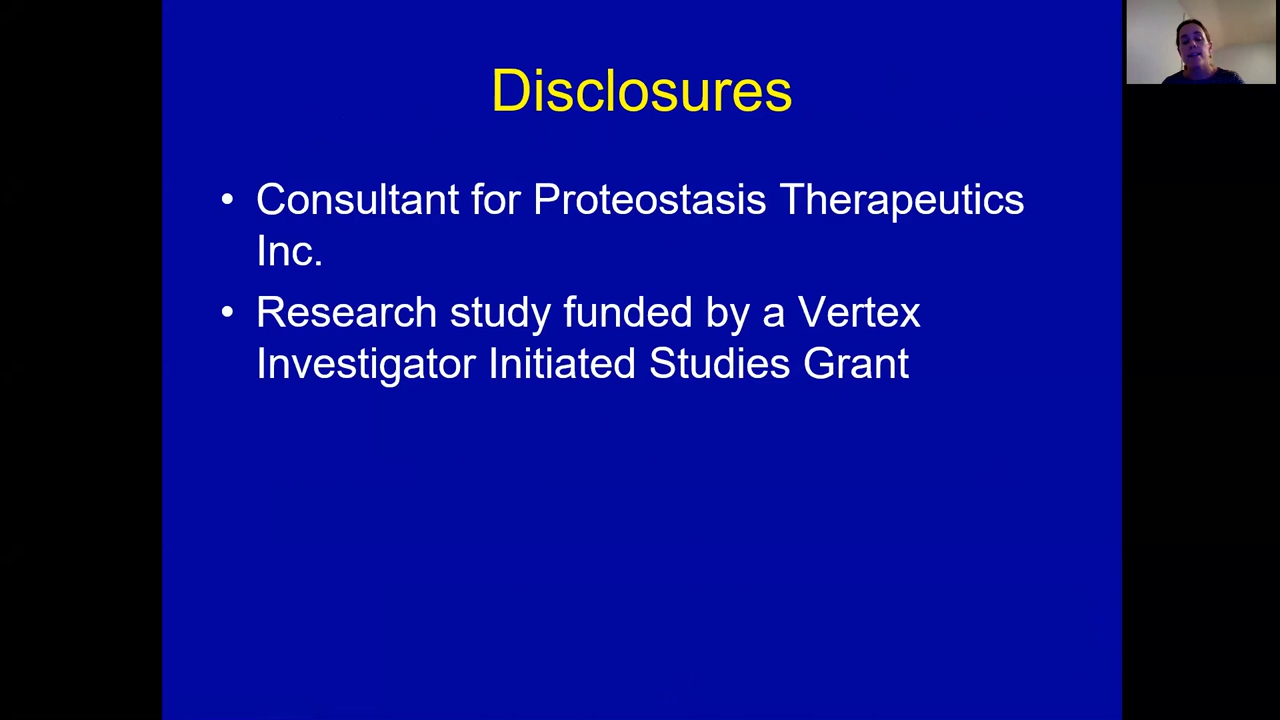 Disclosures
• Consultant for Proteostasis Therapeutics
Inc.
• Research study funded by a Vertex
Investigator Initiated Studies Grant